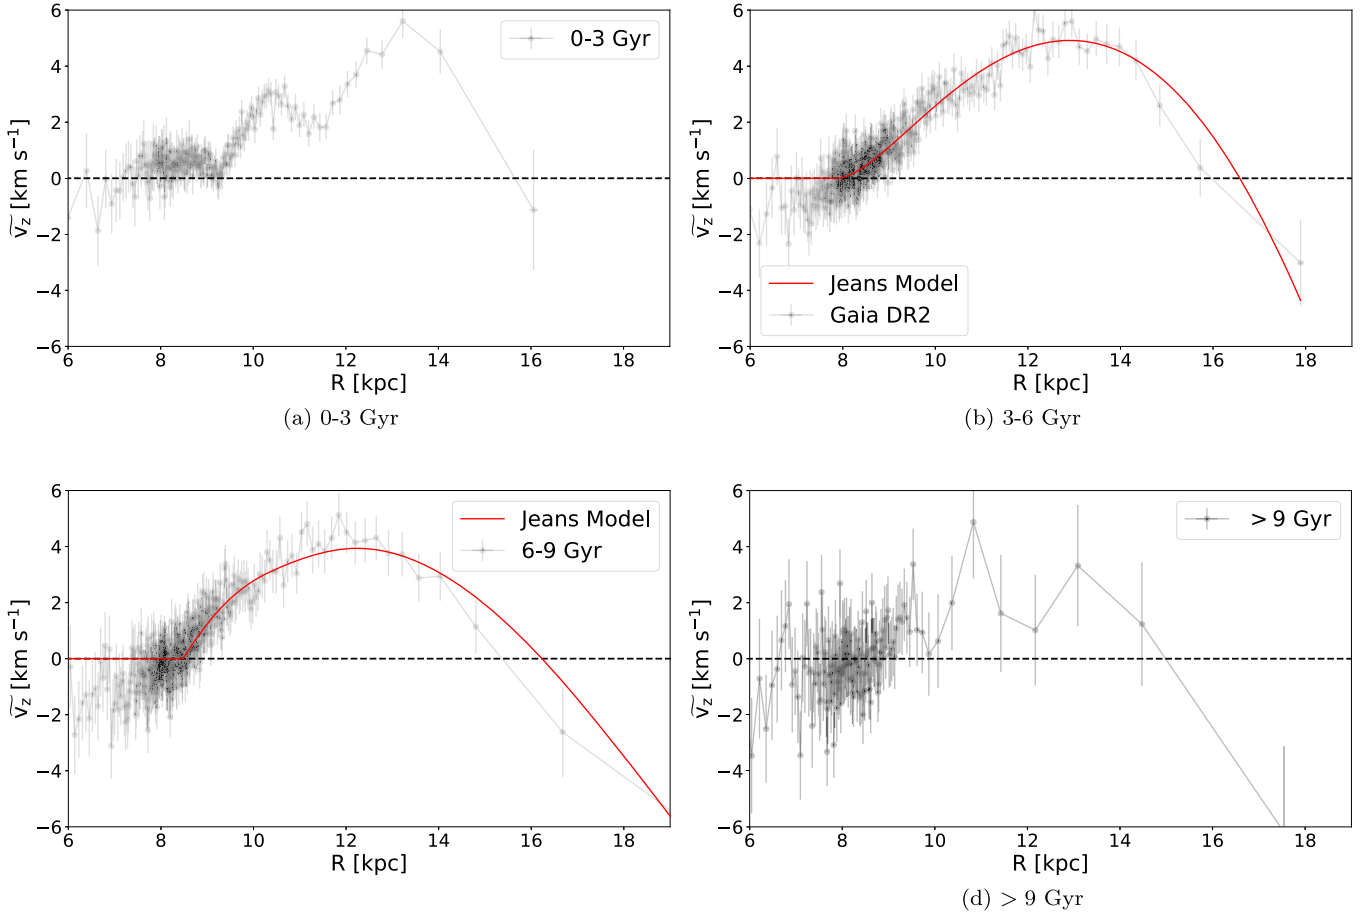 0-3 Gyr
6
4
2
0
−2
−4
−6
6 8 10 12 14 16 18
R [kpc]
ṽ_z [km s⁻¹]
(a) 0-3 Gyr
Jeans Model
Gaia DR2
6
4
2
0
−2
−4
−6
6 8 10 12 14 16 18
R [kpc]
ṽ_z [km s⁻¹]
(b) 3-6 Gyr
Jeans Model
6-9 Gyr
6
4
2
0
−2
−4
−6
6 8 10 12 14 16 18
R [kpc]
ṽ_z [km s⁻¹]
> 9 Gyr
6
4
2
0
−2
−4
−6
6 8 10 12 14 16 18
R [kpc]
ṽ_z [km s⁻¹]
(d) > 9 Gyr